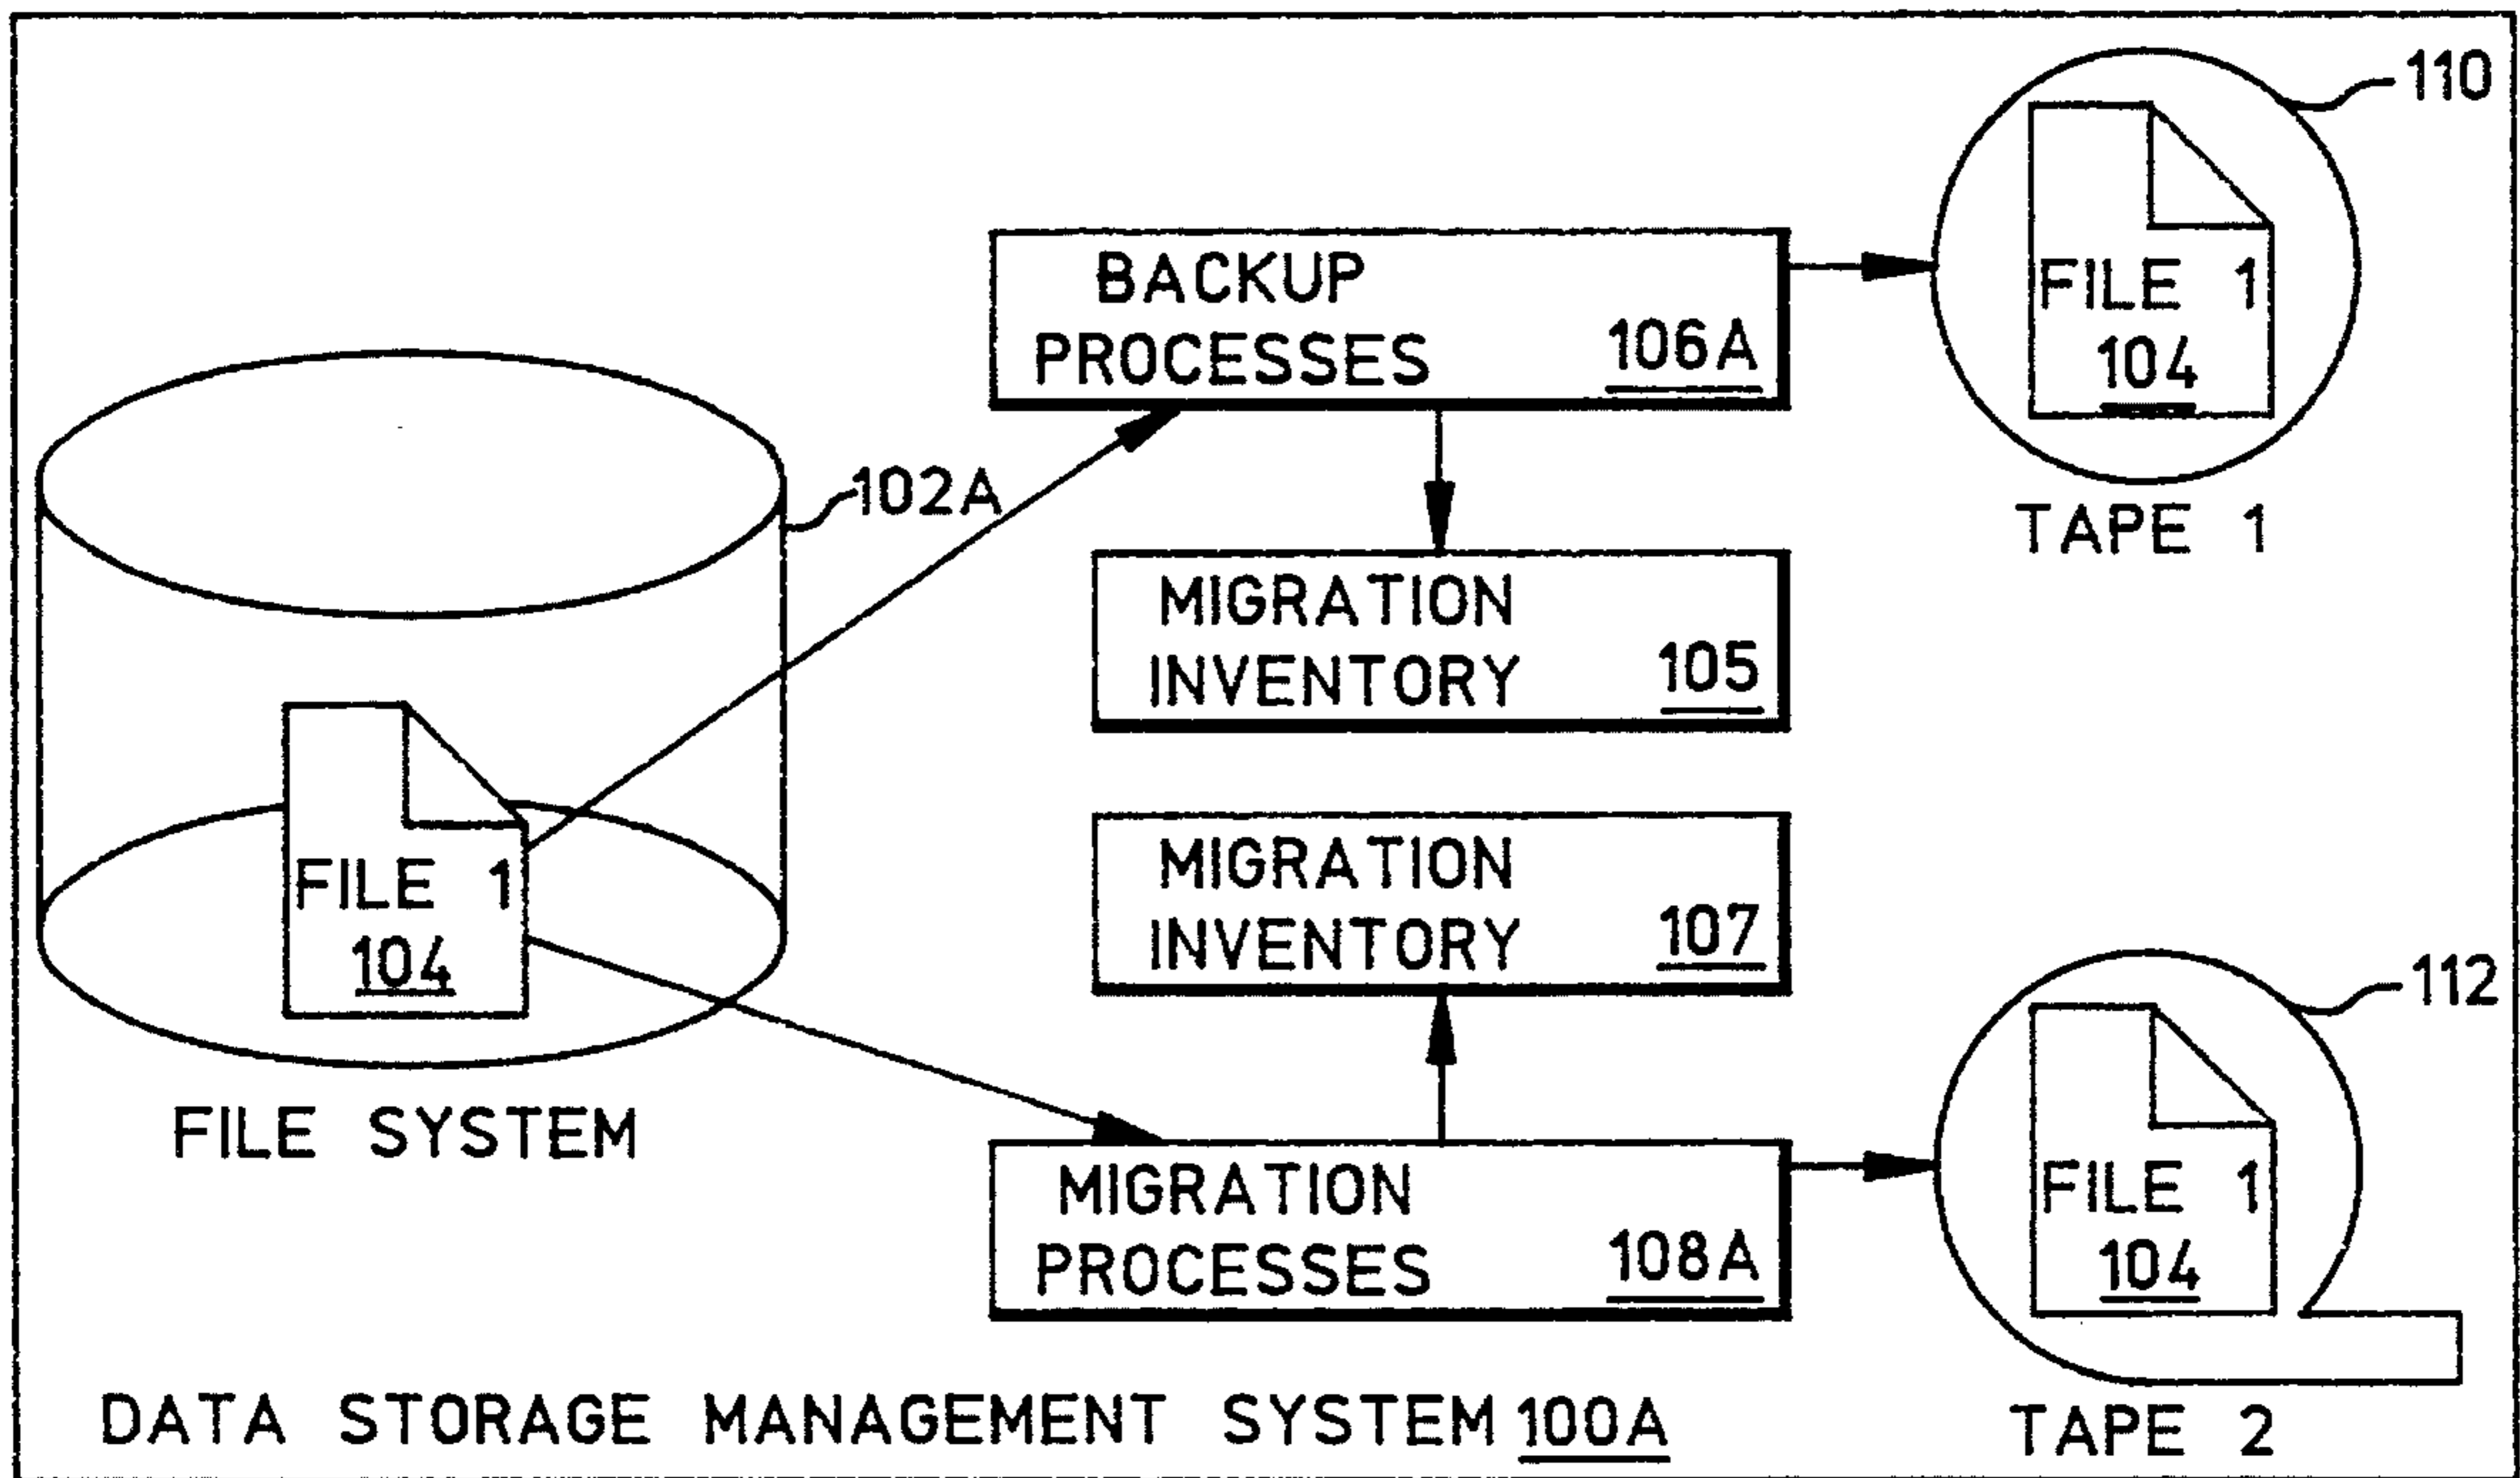 110
BACKUP
PROCESSES 106A
FILE 1
104
TAPE 1
102A
MIGRATION
INVENTORY 105
FILE 1
104
FILE SYSTEM
MIGRATION
INVENTORY 107
112
MIGRATION
PROCESSES 108A
FILE 1
104
TAPE 2
DATA STORAGE MANAGEMENT SYSTEM 100A